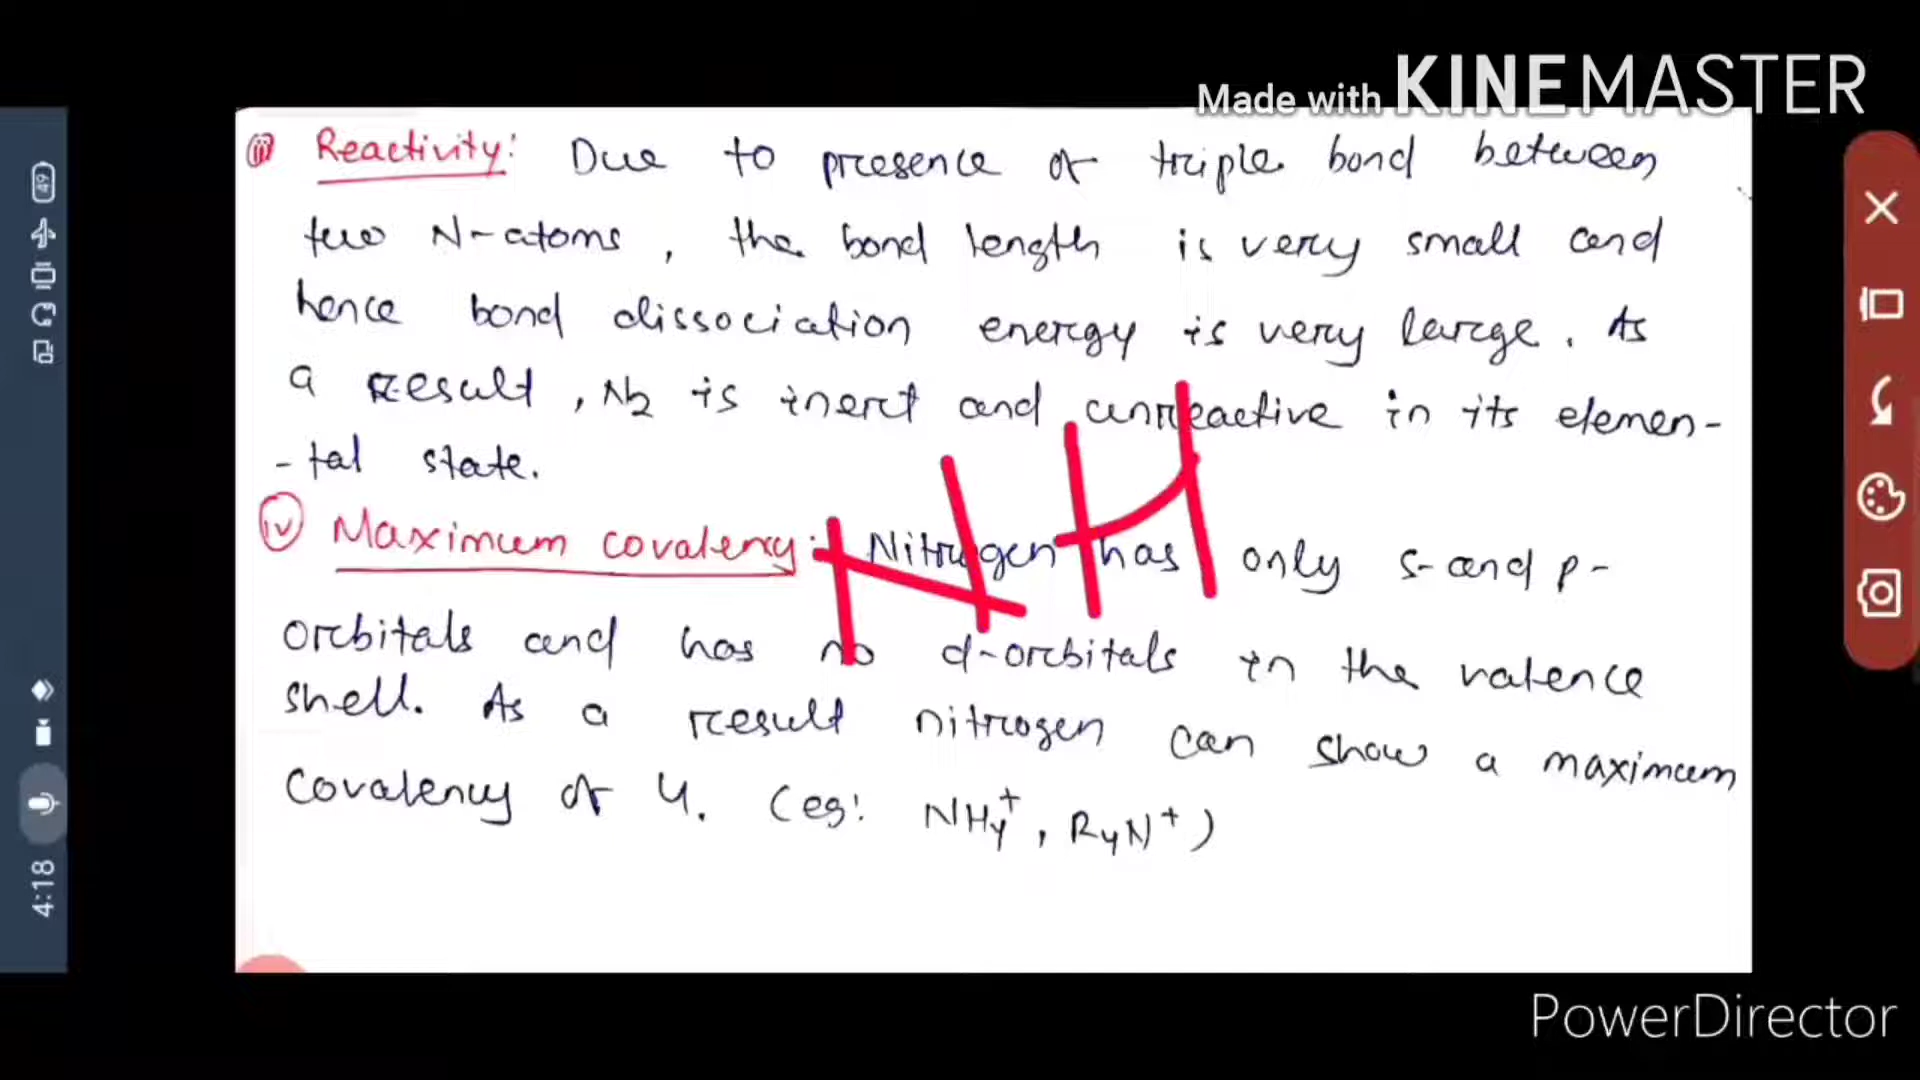 Made with KINEMASTER
(iii) Reactivity: Due to presence of triple bond between
two N-atoms, the bond length is very small and
hence bond dissociation energy is very large. As
a result, N2 is inert and unreactive in its elemen-
-tal state.
(iv) Maximum covalency: Nitrogen has only s-and p-
orbitals and has no d-orbitals in the valence
shell. As a result nitrogen can show a maximum
Covalency of 4. (eg: NH4+, R4N+)
NH
49
4:18
PowerDirector